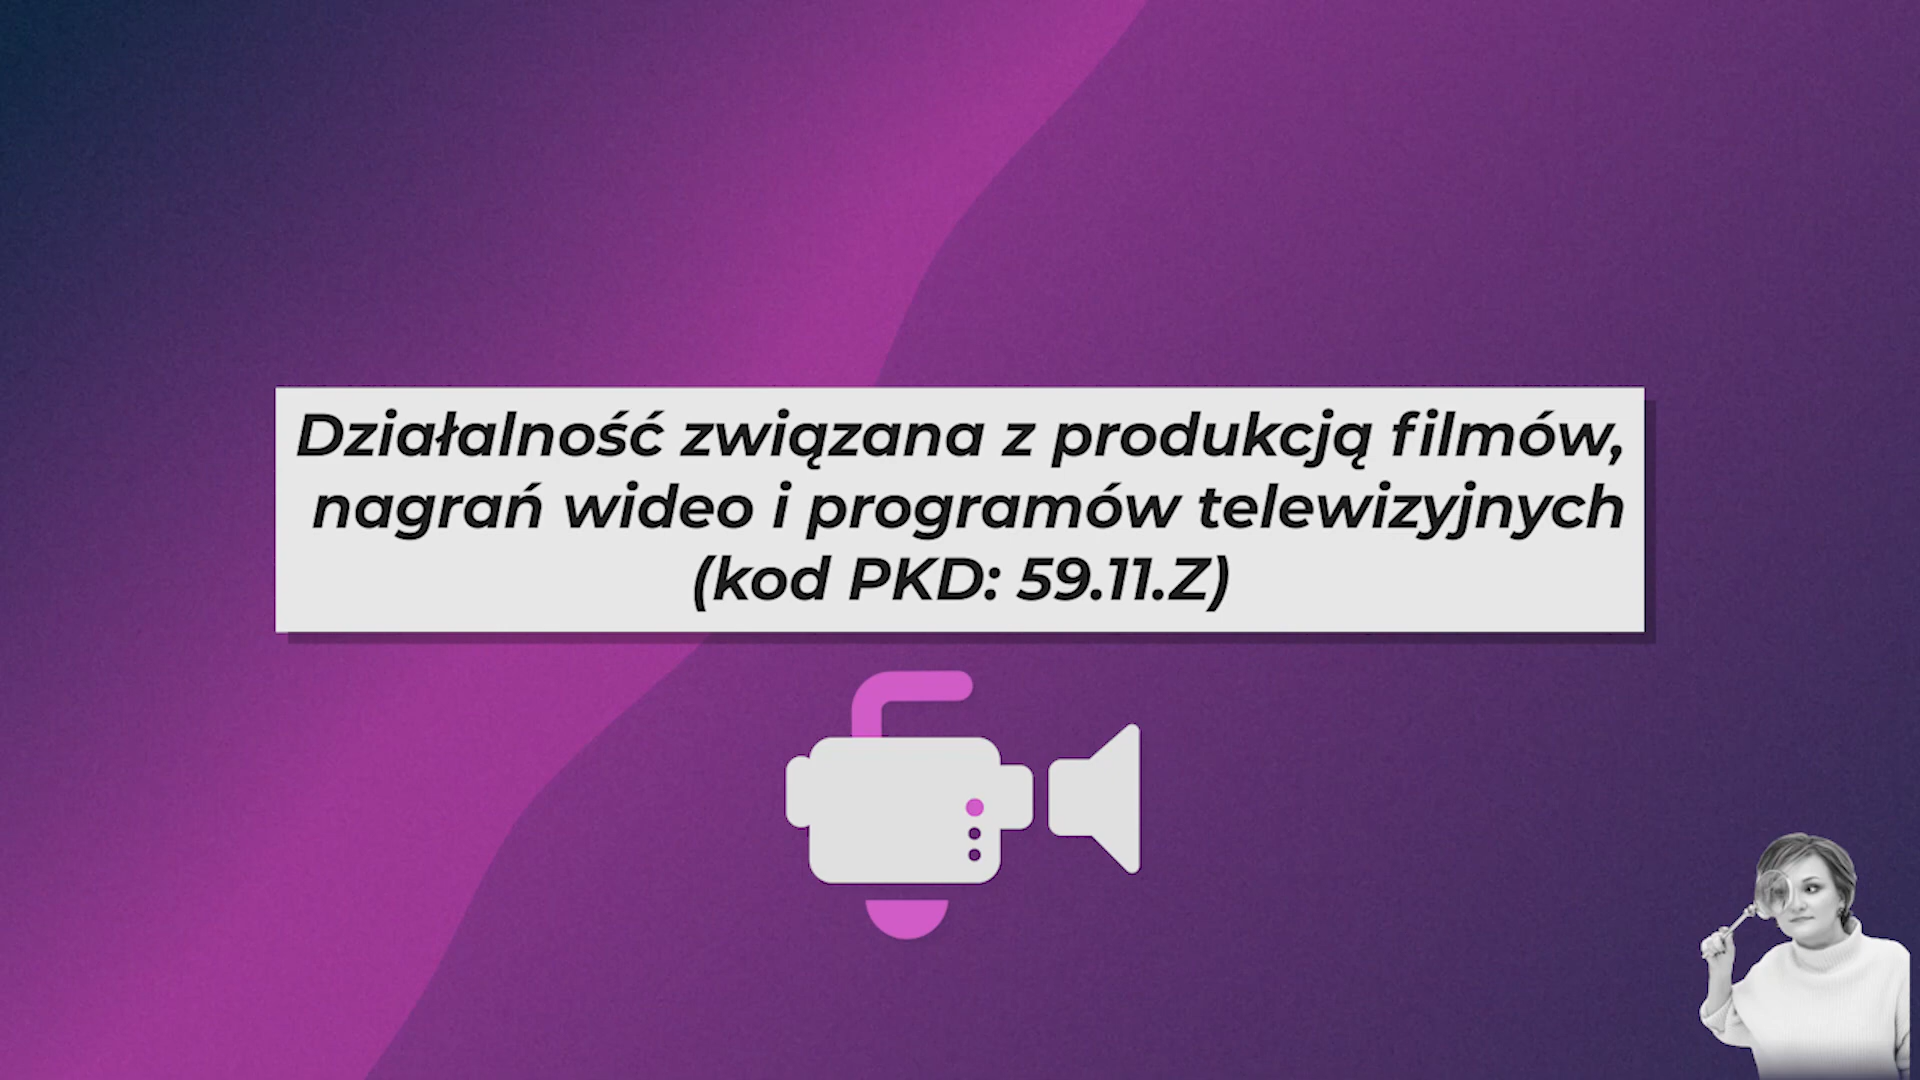 Działalność związana z produkcją filmów,
nagrań wideo i programów telewizyjnych
(kod PKD: 59.11.Z)